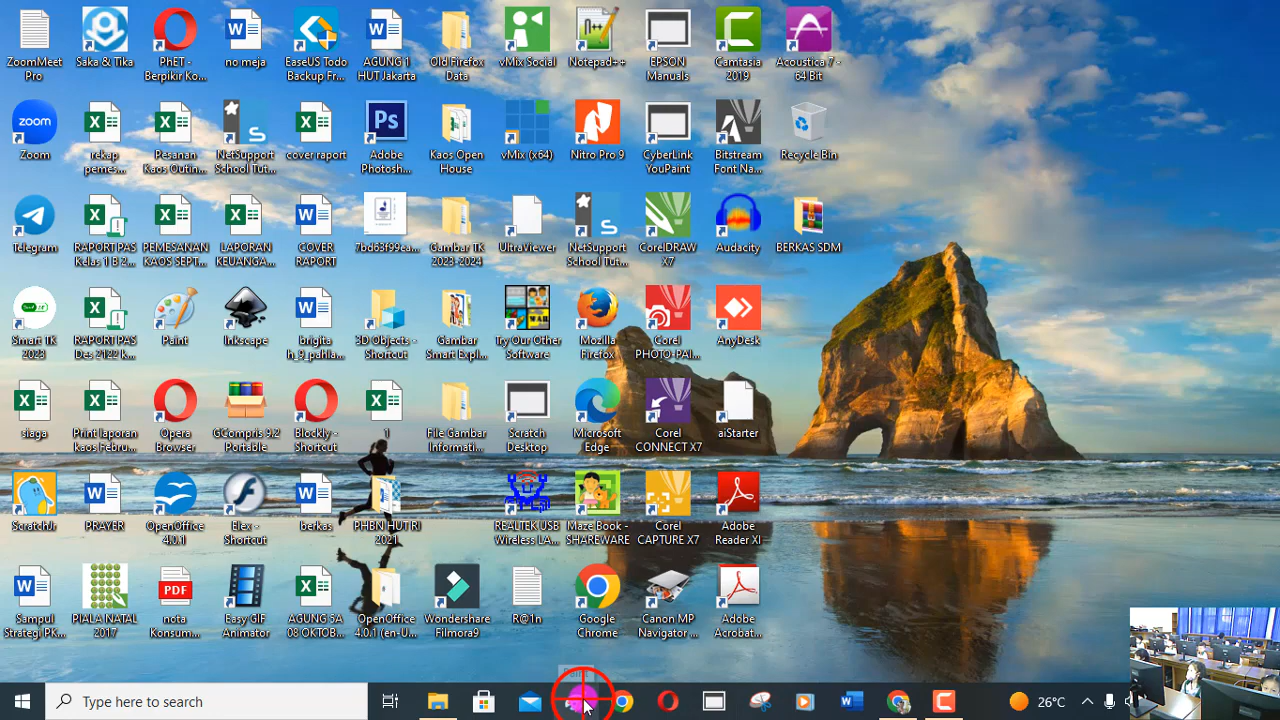 ZoomMeet
Pro
Saka & Tika
PhET -
Berpikir Ko...
no meja
EaseUS Todo
Backup Fr...
AGUNG 1
HUT Jakarta
Old Firefox
Data
vMix Social
Notepad++
EPSON
Manuals
Camtasia
2019
Acoustica 7 -
64 Bit
zoom
Zoom
rekap
pemes...
Pesanan
Kaos Outin...
NetSupport
School Tut...
cover raport
Ps
Adobe
Photosh...
Kaos Open
House
vMix (x64)
Nitro Pro 9
CyberLink
YouPaint
Bitstream
Font Na...
Recycle Bin
Telegram
RAPORT PAS
Kelas 1 B 2...
PEMESANAN
KAOS SEPT...
LAPORAN
KEUANGA...
COVER
RAPORT
7bd63f99ea...
Gambar TK
2023-2024
UltraViewer
NetSupport
School Tut...
CorelDRAW
X7
Audacity
BERKAS SDM
Smart TK
2023
RAPORT PAS
Des 2122 k...
Paint
Inkscape
brigita
h_9_pahla...
3D Objects -
Shortcut
Gambar
Smart Expl...
Try Our Other
Software
Mozilla
Firefox
Corel
PHOTO-PAI...
AnyDesk
siaga
Print laporan
kaos Februa...
Opera
Browser
GCompris 9.2
Portable
Blockly -
Shortcut
1
File Gambar
Informati...
Scratch
Desktop
Microsoft
Edge
Corel
CONNECT X7
aiStarter
ScratchJr
PRAYER
OpenOffice
4.0.1
Elex -
Shortcut
berkas
PHBN HUT RI
2021
REALTEK USB
Wireless LA...
Maze Book -
SHAREWARE
Corel
CAPTURE X7
Adobe
Reader XI
Sampul
Strategi PK...
PIALA NATAL
2017
PDF
nota
Konsum...
Easy GIF
Animator
AGUNG SA
08 OKTOB...
OpenOffice
4.0.1 (en-U...
Wondershare
Filmora9
R@1n
Google
Chrome
Canon MP
Navigator ...
Adobe
Acrobat...
Type here to search
26°C